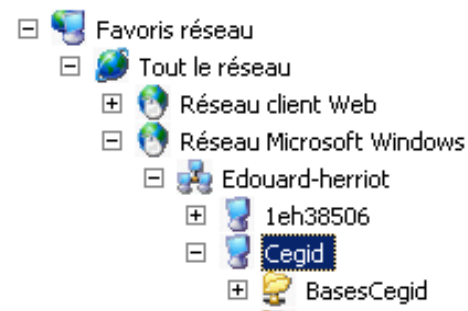 Favoris réseau
Tout le réseau
Réseau client Web
Réseau Microsoft Windows
Edouard-herriot
1eh38506
Cegid
BasesCegid